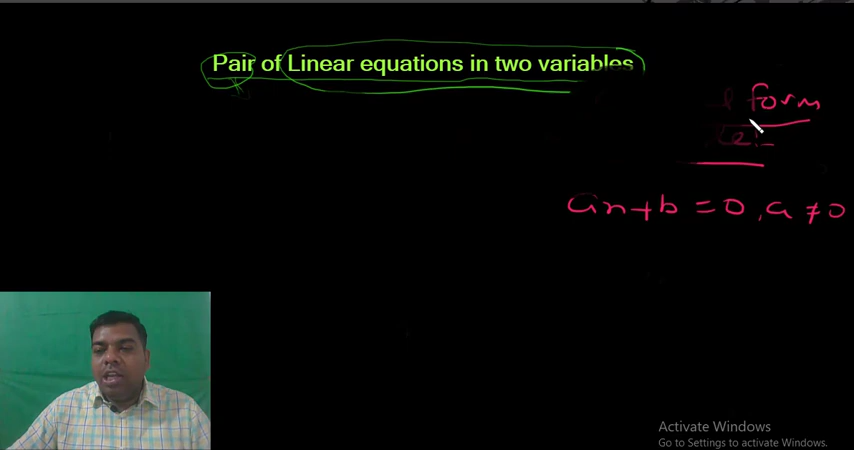 Pair of Linear equations in two variables
form
ax+b=0, a≠0
Activate Windows
Go to Settings to activate Windows.